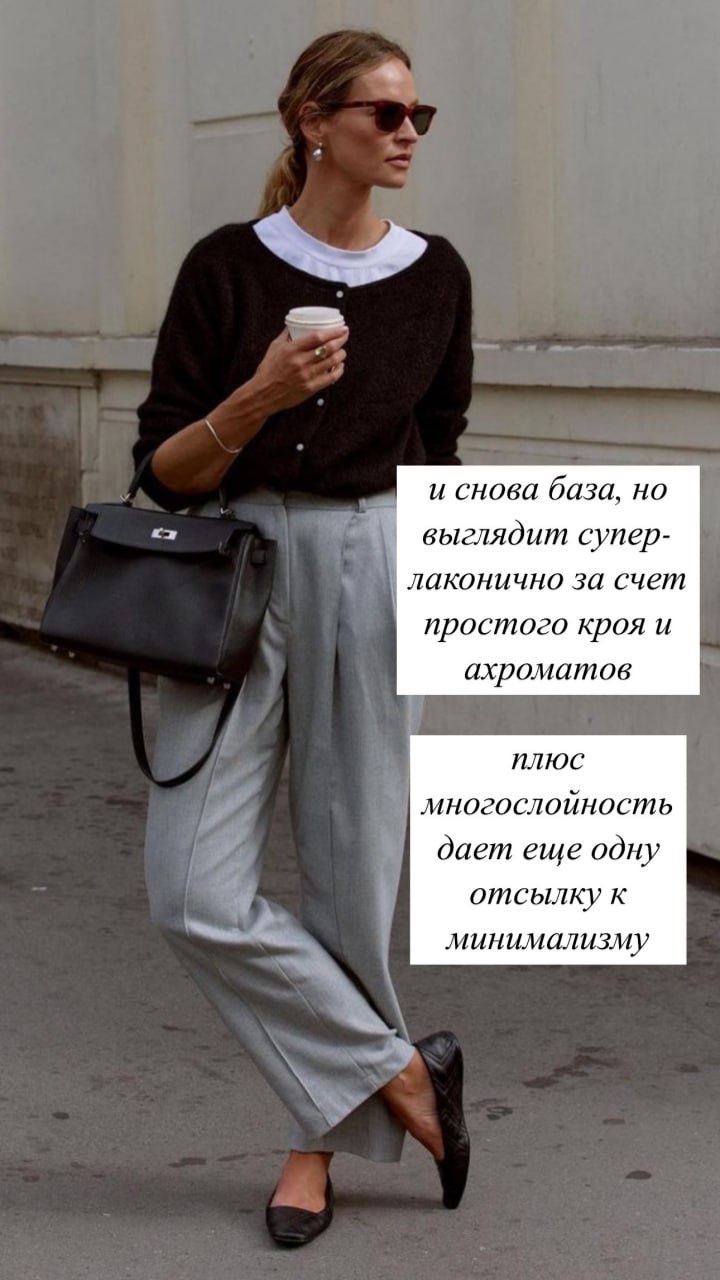 и снова база, но
выглядит супер-
лаконично за счет
простого кроя и
ахроматов
плюс
многослойность
дает еще одну
отсылку к
минимализму